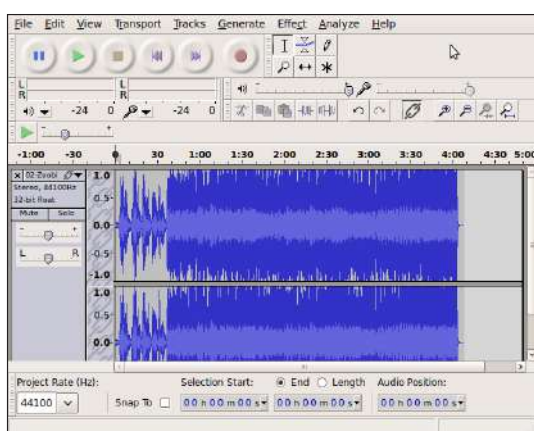 File Edit View Transport Tracks Generate Effect Analyze Help
L
R
L
R
-24 0 -24 0
-1:00 -30 0 30 1:00 1:30 2:00 2:30 3:00 3:30 4:00 4:30 5:00
02-Zoobi
Stereo, 44100Hz
32-bit float
Mute Solo
- +
L R
1.0
0.5
0.0
-0.5
-1.0
1.0
0.5
0.0
Project Rate (Hz): Selection Start: End Length Audio Position:
44100 Snap To 00 h 00 m 00 s 00 h 00 m 00 s 00 h 00 m 00 s